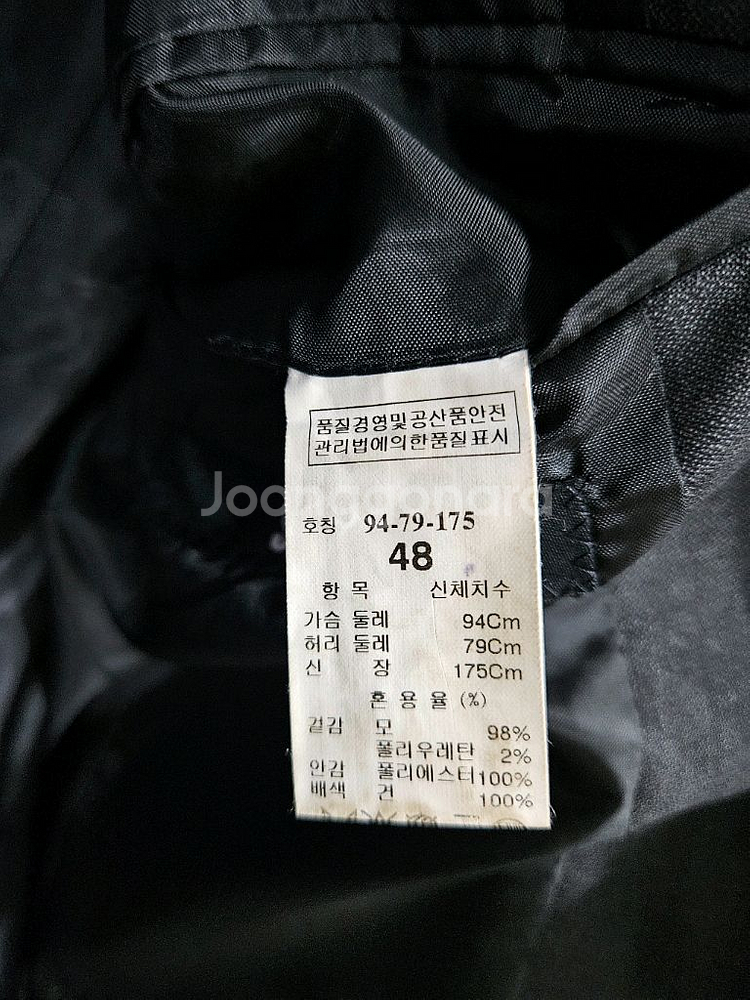 품질경영및공산품안전
관리법에의한품질표시
Joonggonara
호칭 94-79-175
48
항 목 신체치수
가슴 둘레 94Cm
허리 둘레 79Cm
신 장 175Cm
혼 용 율 (%)
겉감 모 98%
폴리우레탄 2%
안감 폴리에스터 100%
배색 견 100%